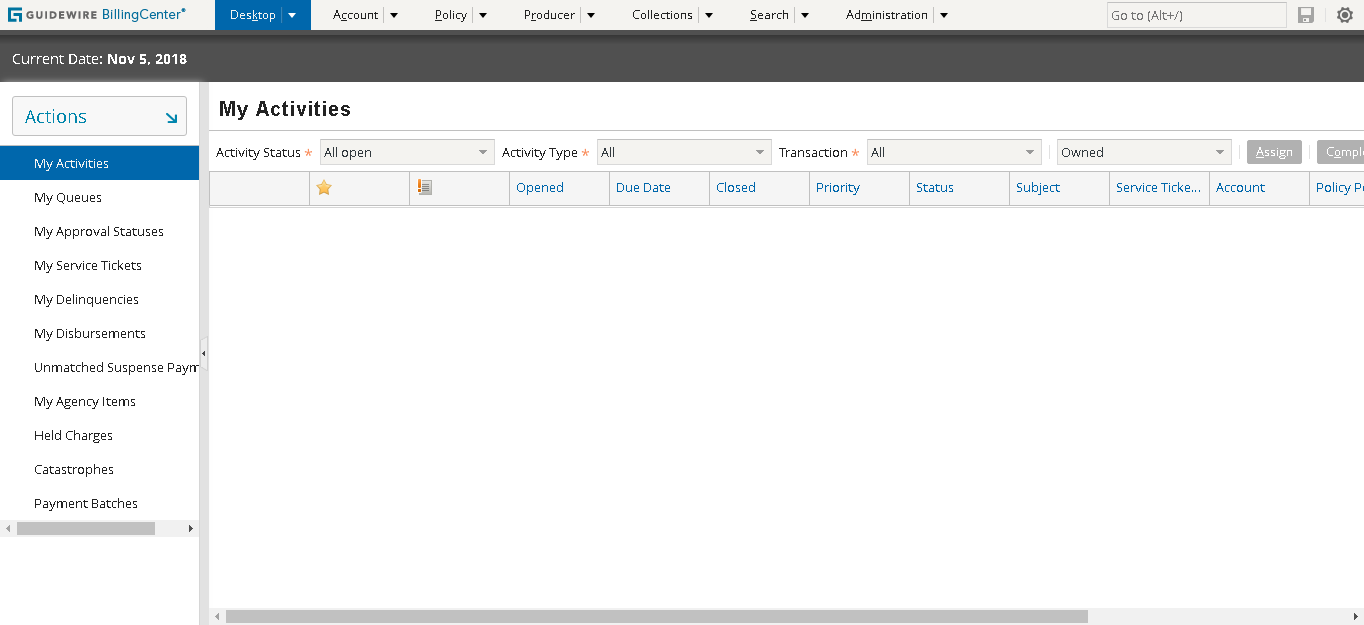 GUIDEWIRE BillingCenter Desktop Account Policy Producer Collections Search Administration Go to (Alt+/)
Current Date: Nov 5, 2018
Actions
My Activities
My Queues
My Approval Statuses
My Service Tickets
My Delinquencies
My Disbursements
Unmatched Suspense Paym
My Agency Items
Held Charges
Catastrophes
Payment Batches
My Activities
Activity Status * All open Activity Type * All Transaction * All Owned Assign Comple
Opened Due Date Closed Priority Status Subject Service Ticke... Account Policy Pe